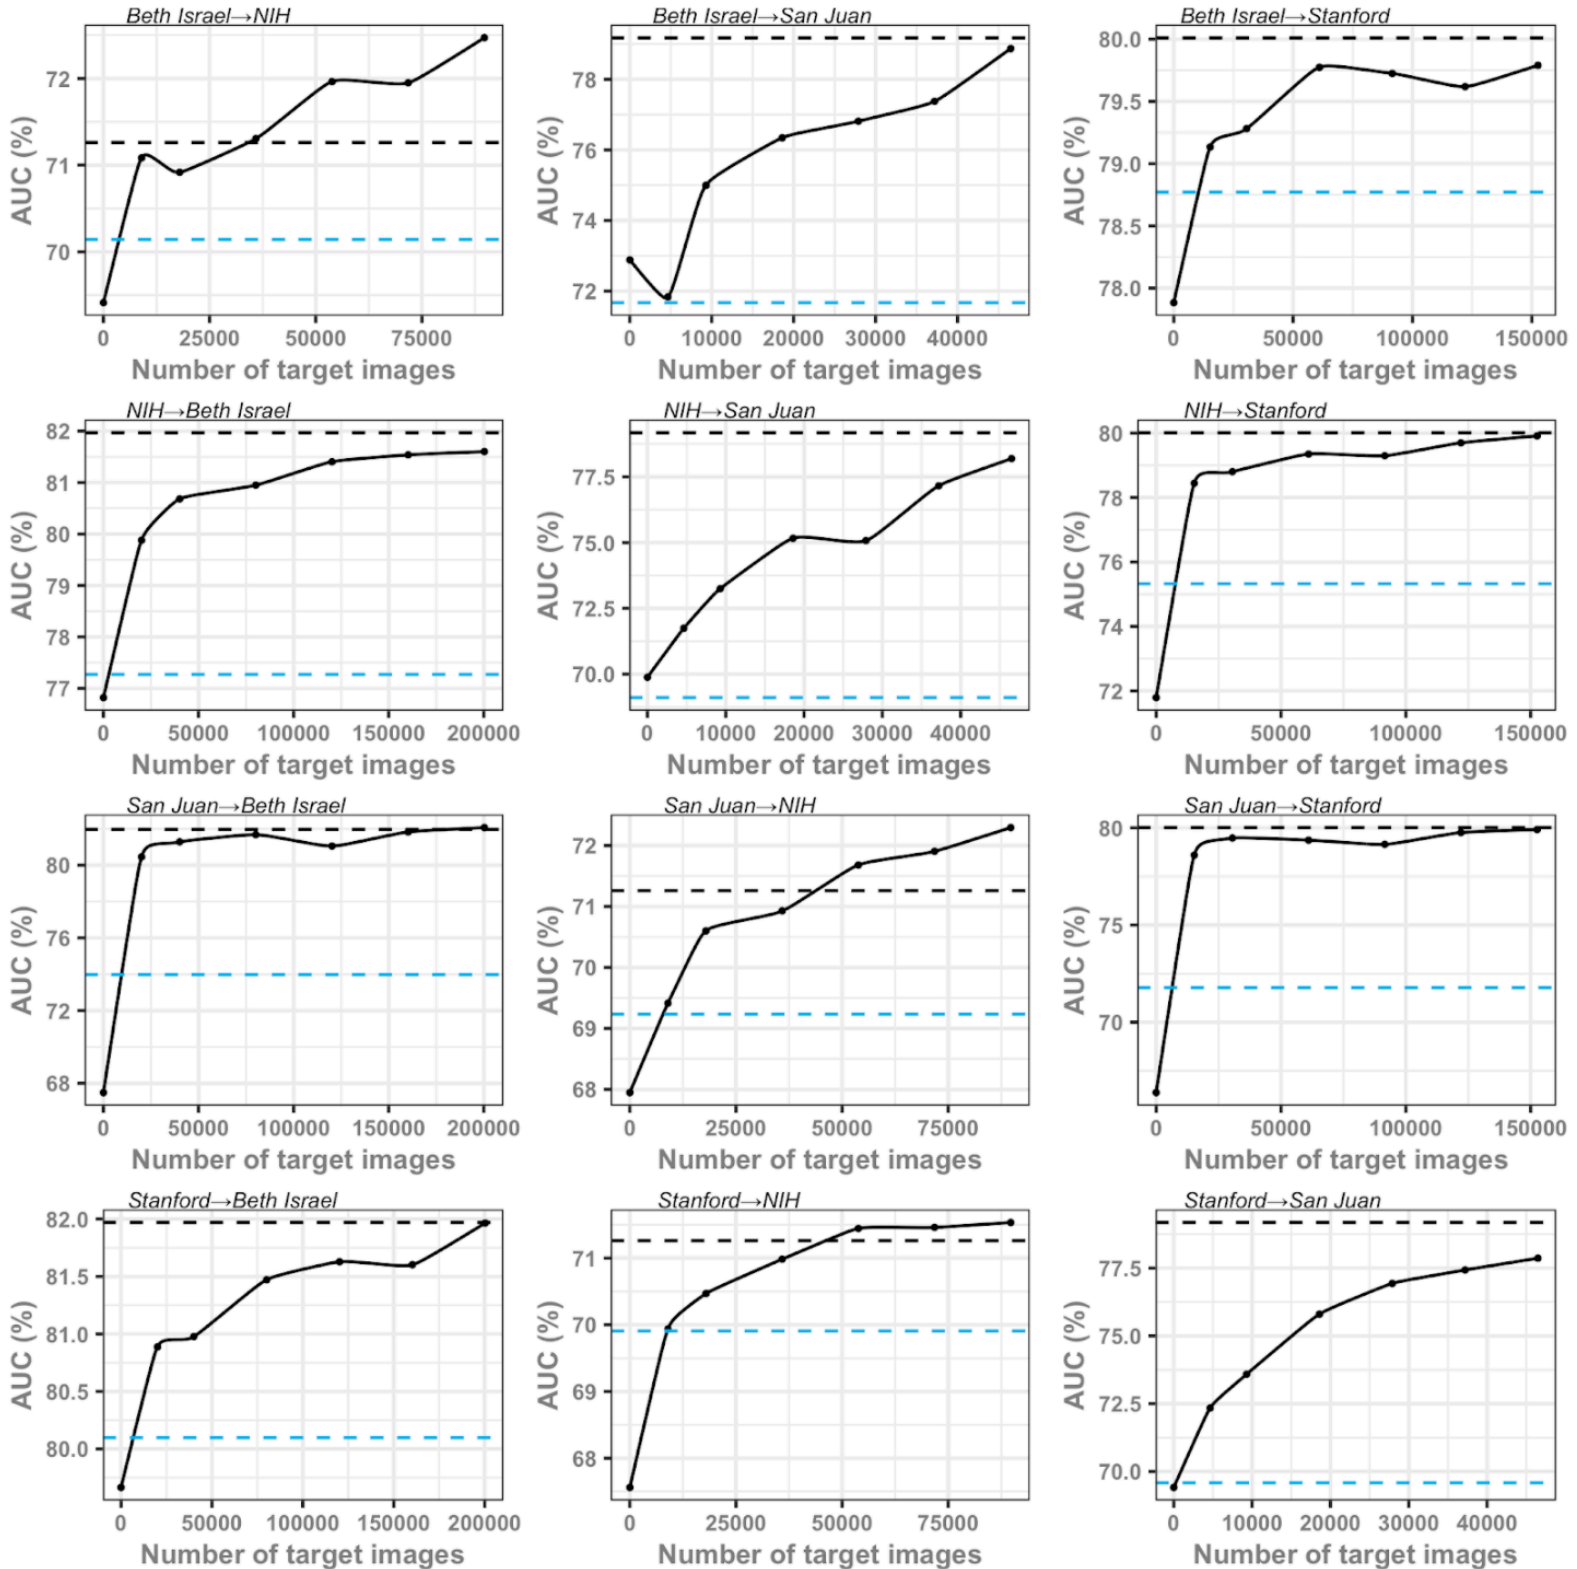 Beth Israel→NIH
Beth Israel→San Juan
Beth Israel→Stanford
AUC (%)
72
71
70
0
25000
50000
75000
Number of target images
AUC (%)
78
76
74
72
0
10000
20000
30000
40000
Number of target images
AUC (%)
80.0
79.5
79.0
78.5
78.0
0
50000
100000
150000
Number of target images
NIH→Beth Israel
NIH→San Juan
NIH→Stanford
AUC (%)
82
81
80
79
78
77
0
50000
100000
150000
200000
Number of target images
AUC (%)
77.5
75.0
72.5
70.0
0
10000
20000
30000
40000
Number of target images
AUC (%)
80
78
76
74
72
0
50000
100000
150000
Number of target images
San Juan→Beth Israel
San Juan→NIH
San Juan→Stanford
AUC (%)
80
76
72
68
0
50000
100000
150000
200000
Number of target images
AUC (%)
72
71
70
69
68
0
25000
50000
75000
Number of target images
AUC (%)
80
75
70
0
50000
100000
150000
Number of target images
Stanford→Beth Israel
Stanford→NIH
Stanford→San Juan
AUC (%)
82.0
81.5
81.0
80.5
80.0
0
50000
100000
150000
200000
Number of target images
AUC (%)
71
70
69
68
0
25000
50000
75000
Number of target images
AUC (%)
77.5
75.0
72.5
70.0
0
10000
20000
30000
40000
Number of target images